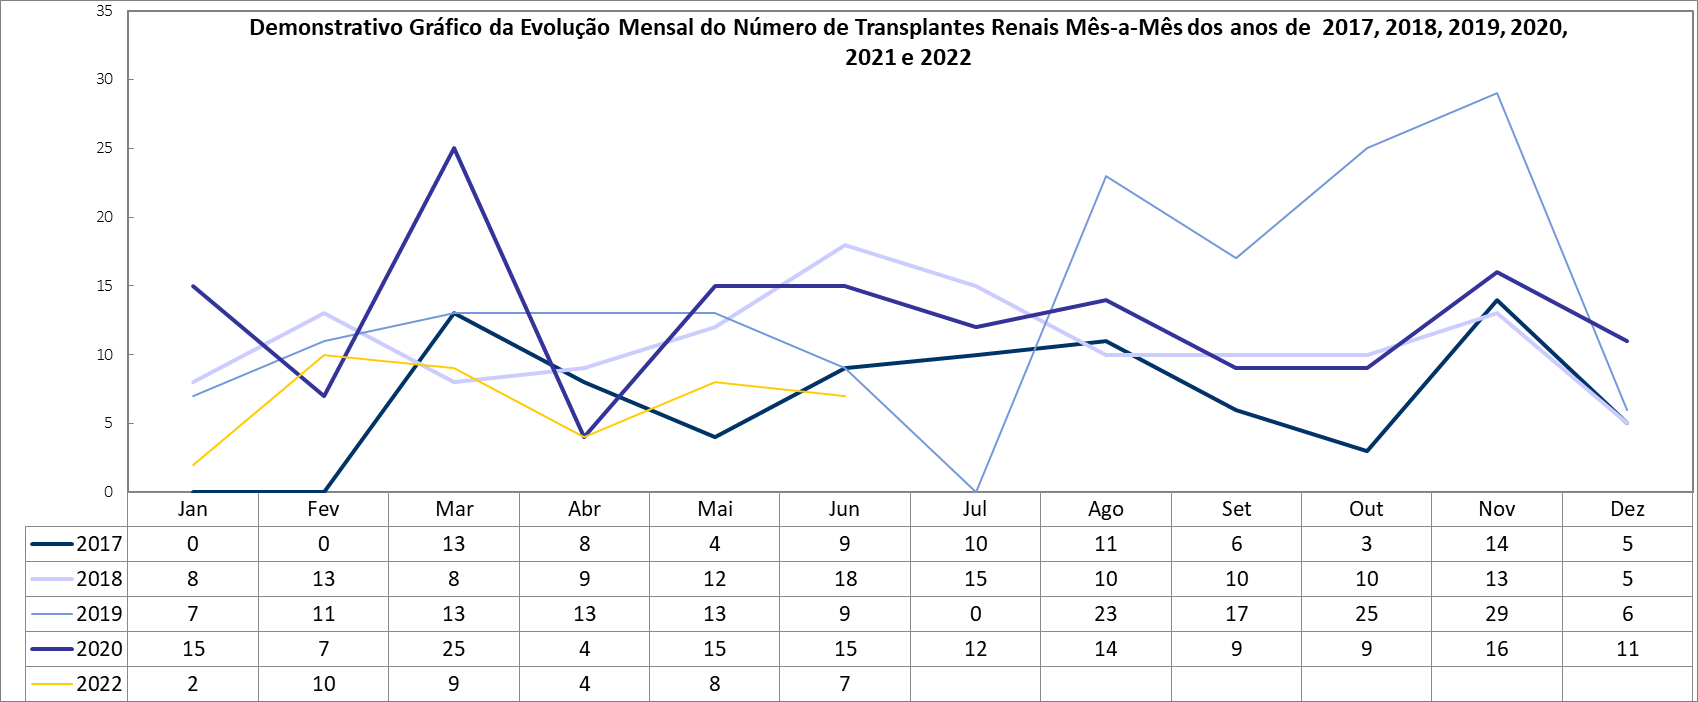 Demonstrativo Gráfico da Evolução Mensal do Número de Transplantes Renais Mês-a-Mês dos anos de 2017, 2018, 2019, 2020,
2021 e 2022
35
30
25
20
15
10
5
0
Jan Fev Mar Abr Mai Jun Jul Ago Set Out Nov Dez
2017 0 0 13 8 4 9 10 11 6 3 14 5
2018 8 13 8 9 12 18 15 10 10 10 13 5
2019 7 11 13 13 13 9 0 23 17 25 29 6
2020 15 7 25 4 15 15 12 14 9 9 16 11
2022 2 10 9 4 8 7